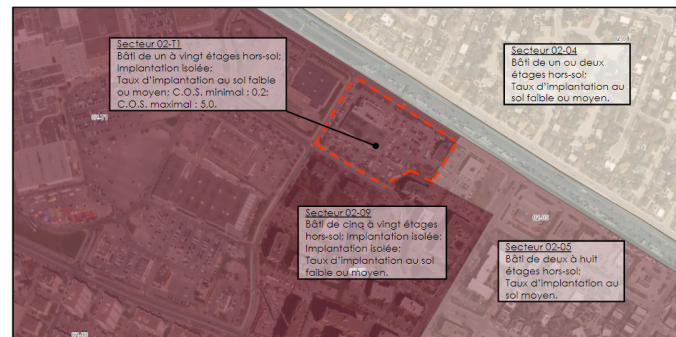 Secteur 02-T1
Bâti de un à vingt étages
hors-sol;
Implantation isolée;
Taux d'implantation au sol faible
ou moyen; C.O.S. minimal : 0.2;
C.O.S. maximal : 5.0.
Secteur 02-04
Bâti de un ou deux
étages hors-sol;
Taux d'implantation au
sol faible ou moyen.
02-T1
Secteur 02-09
Bâti de cinq à vingt étages
hors-sol; Implantation isolée;
Implantation isolée;
Taux d'implantation au sol
faible ou moyen.
02-05
Secteur 02-05
Bâti de deux à huit
étages hors-sol;
Taux d'implantation au
sol moyen.